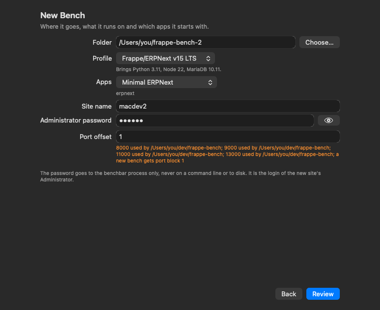 New Bench
Where it goes, what it runs on and which apps it starts with.
Folder /Users/you/frappe-bench-2 Choose...
Profile Frappe/ERPNext v15 LTS
Brings Python 3.11, Node 22, MariaDB 10.11.
Apps Minimal ERPNext
erpnext
Site name macdev2
Administrator password ••••••
Port offset 1
8000 used by /Users/you/dev/frappe-bench; 9000 used by /Users/you/dev/frappe-bench;
11000 used by /Users/you/dev/frappe-bench; 13000 used by /Users/you/dev/frappe-bench; a
new bench gets port block 1
The password goes to the benchbar process only, never on a command line or to disk. It is the login of the new site's
Administrator.
Back Review